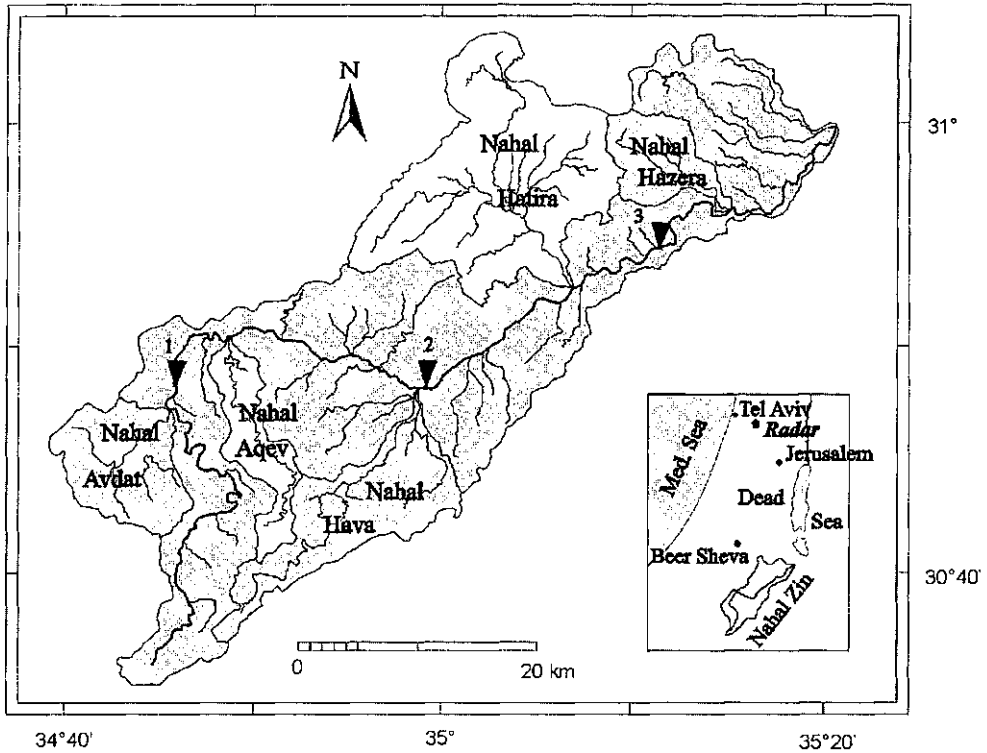 N
31°
Nahal
Hatira
Nahal
Hazera
3
1
2
Nahal
Avdat
Nahal
Aqev
Nahal
Hava
Tel Aviv
Radar
Jerusalem
Med. Sea
Dead
Sea
Beer Sheva
Nahal Zin
30°40'
0
20 km
34°40'
35°
35°20'